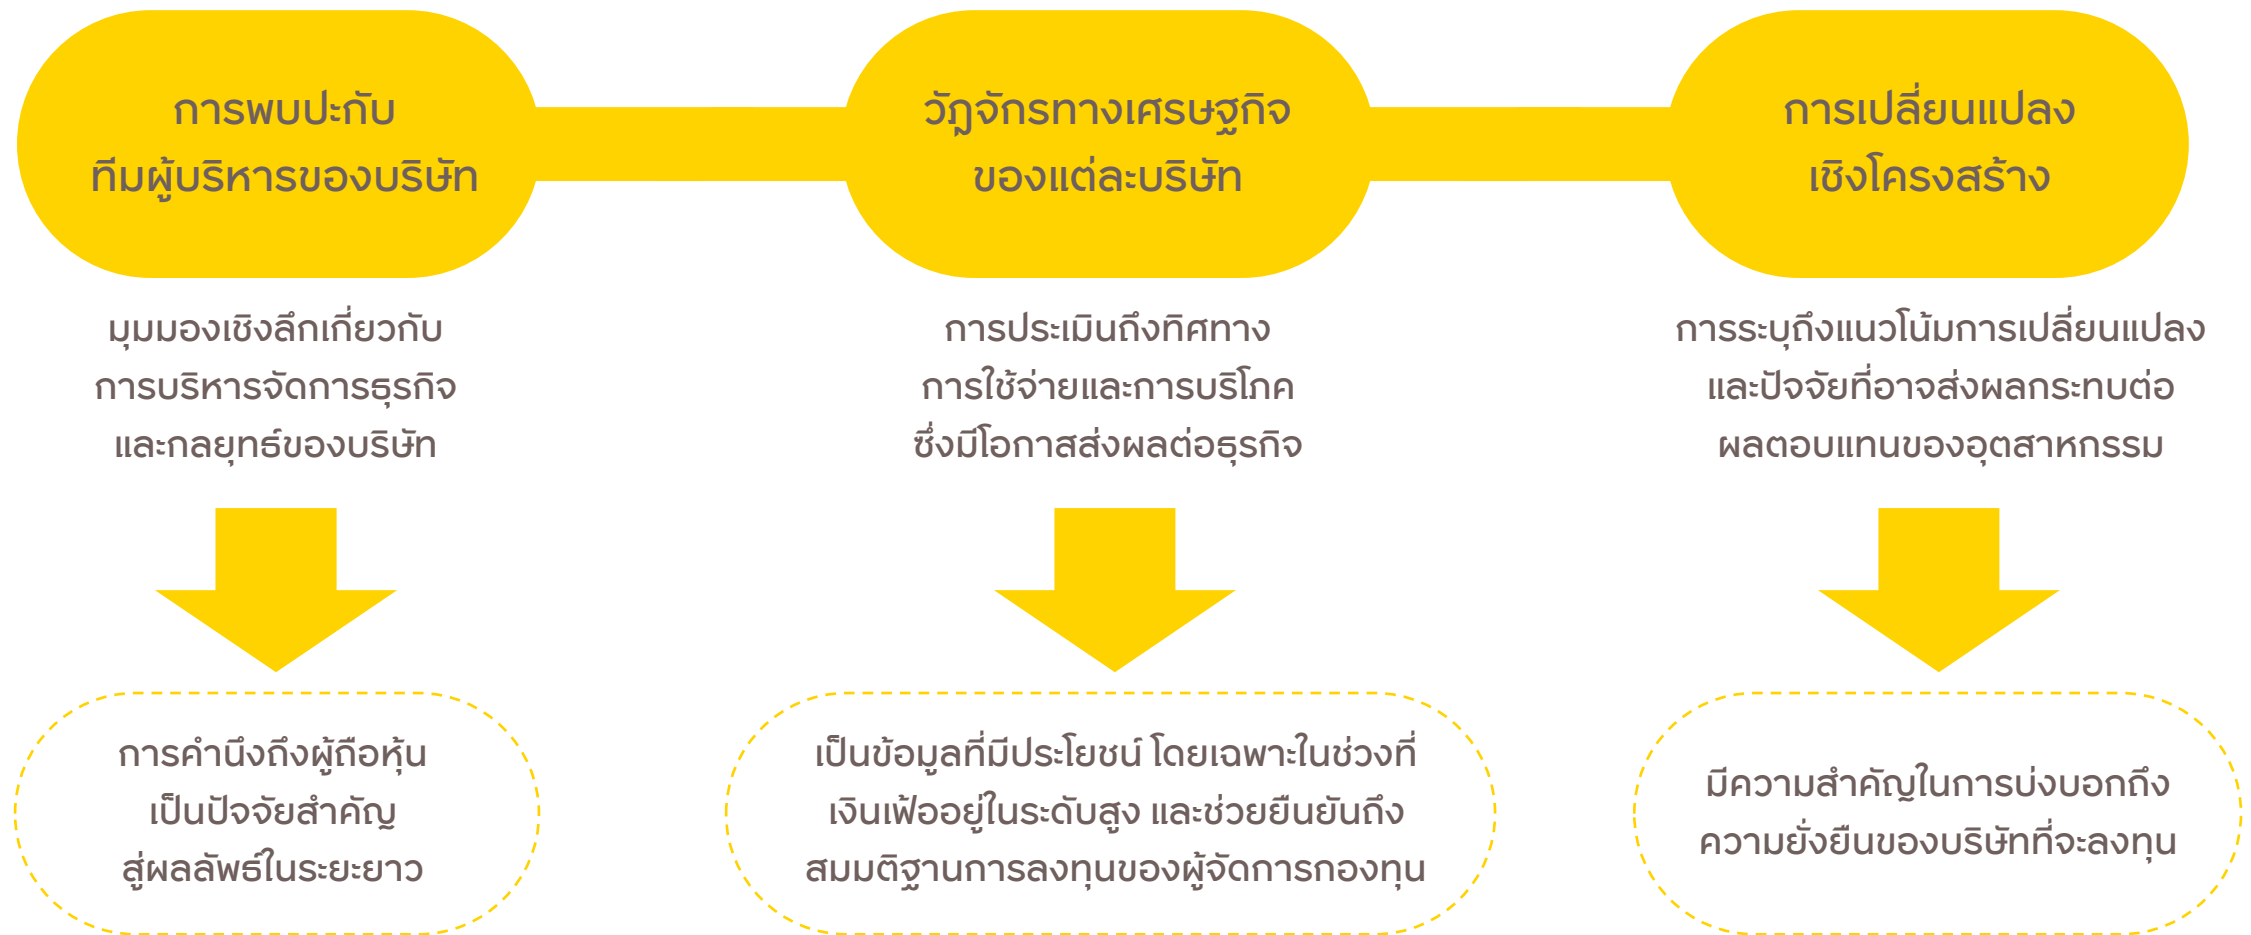 การพบปะกับ
ทีมผู้บริหารของบริษัท
มุมมองเชิงลึกเกี่ยวกับ
การบริหารจัดการธุรกิจ
และกลยุทธ์ของบริษัท
การคำนึงถึงผู้ถือหุ้น
เป็นปัจจัยสำคัญ
สู่ผลลัพธ์ในระยะยาว
วัฎจักรทางเศรษฐกิจ
ของแต่ละบริษัท
การประเมินถึงทิศทาง
การใช้จ่ายและการบริโภค
ซึ่งมีโอกาสส่งผลต่อธุรกิจ
เป็นข้อมูลที่มีประโยชน์ โดยเฉพาะในช่วงที่
เงินเฟ้ออยู่ในระดับสูง และช่วยยืนยันถึง
สมมติฐานการลงทุนของผู้จัดการกองทุน
การเปลี่ยนแปลง
เชิงโครงสร้าง
การระบุถึงแนวโน้มการเปลี่ยนแปลง
และปัจจัยที่อาจส่งผลกระทบต่อ
ผลตอบแทนของอุตสาหกรรม
มีความสำคัญในการบ่งบอกถึง
ความยั่งยืนของบริษัทที่จะลงทุน